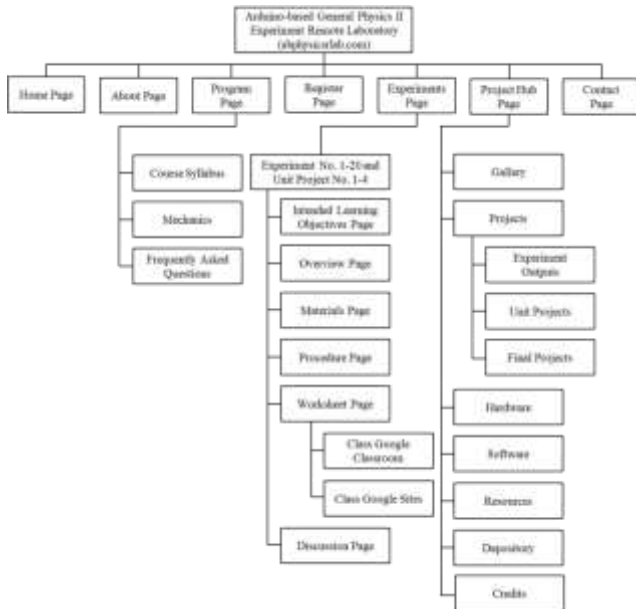 Arduino-based General Physics II
Experiment Remote Laboratory
Home Page
About Page
Program
Page
Register
Page
Experiments
Page
Project Hub
Page
Contact
Page
Course Syllabus
Mechanics
Frequently Asked
Questions
Experiment No. 1-20 and
Unit Project No. 1-4
Intended Learning
Objectives Page
Overview Page
Materials Page
Procedure Page
Worksheet Page
Class Google
Classroom
Class Google Sites
Discussion Page
Gallary
Projects
Experiment
Outputs
Unit Projects
Final Projects
Hardware
Software
Resources
Depository
Credits